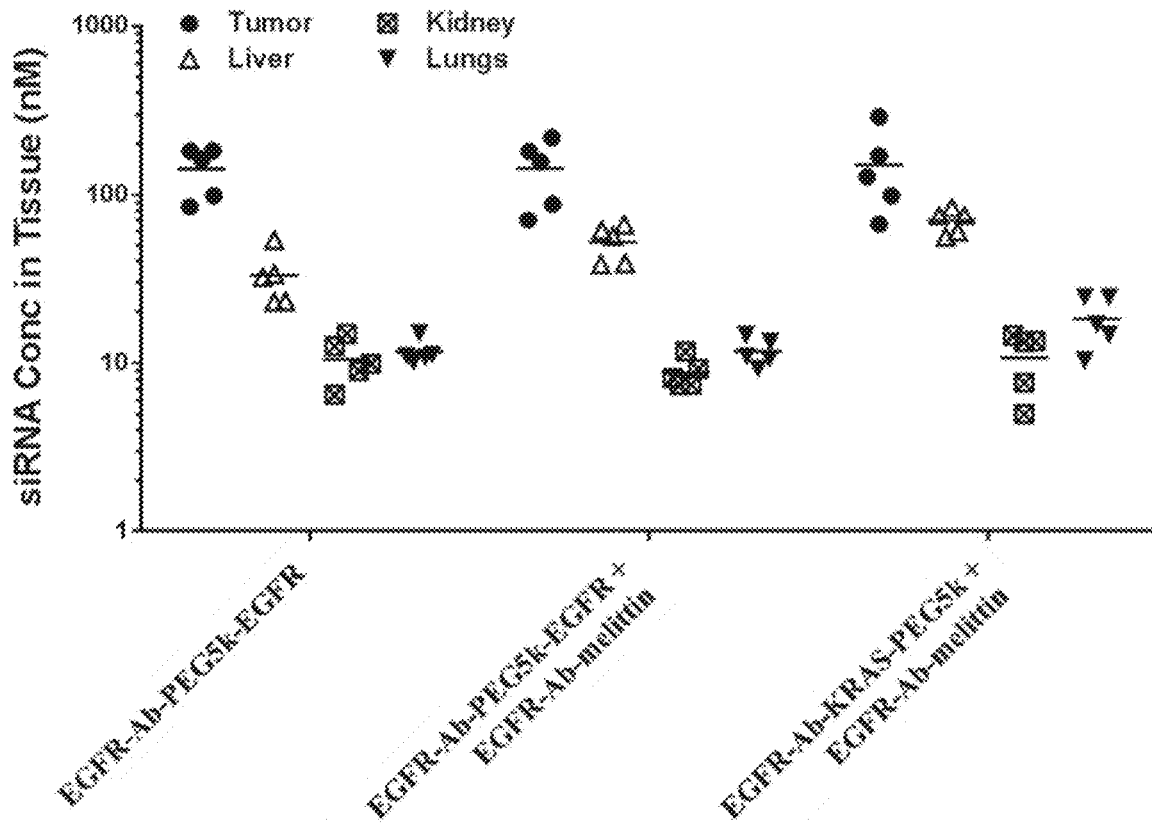 1000
Tumor
Kidney
Liver
Lungs
siRNA Conc in Tissue (nM)
100
10
1
EGFR-Ab-PEG5k-EGFR
EGFR-Ab-PEG5k-EGFR +
EGFR-Ab-melittin
EGFR-Ab-KRAS-PEG5k +
EGFR-Ab-melittin